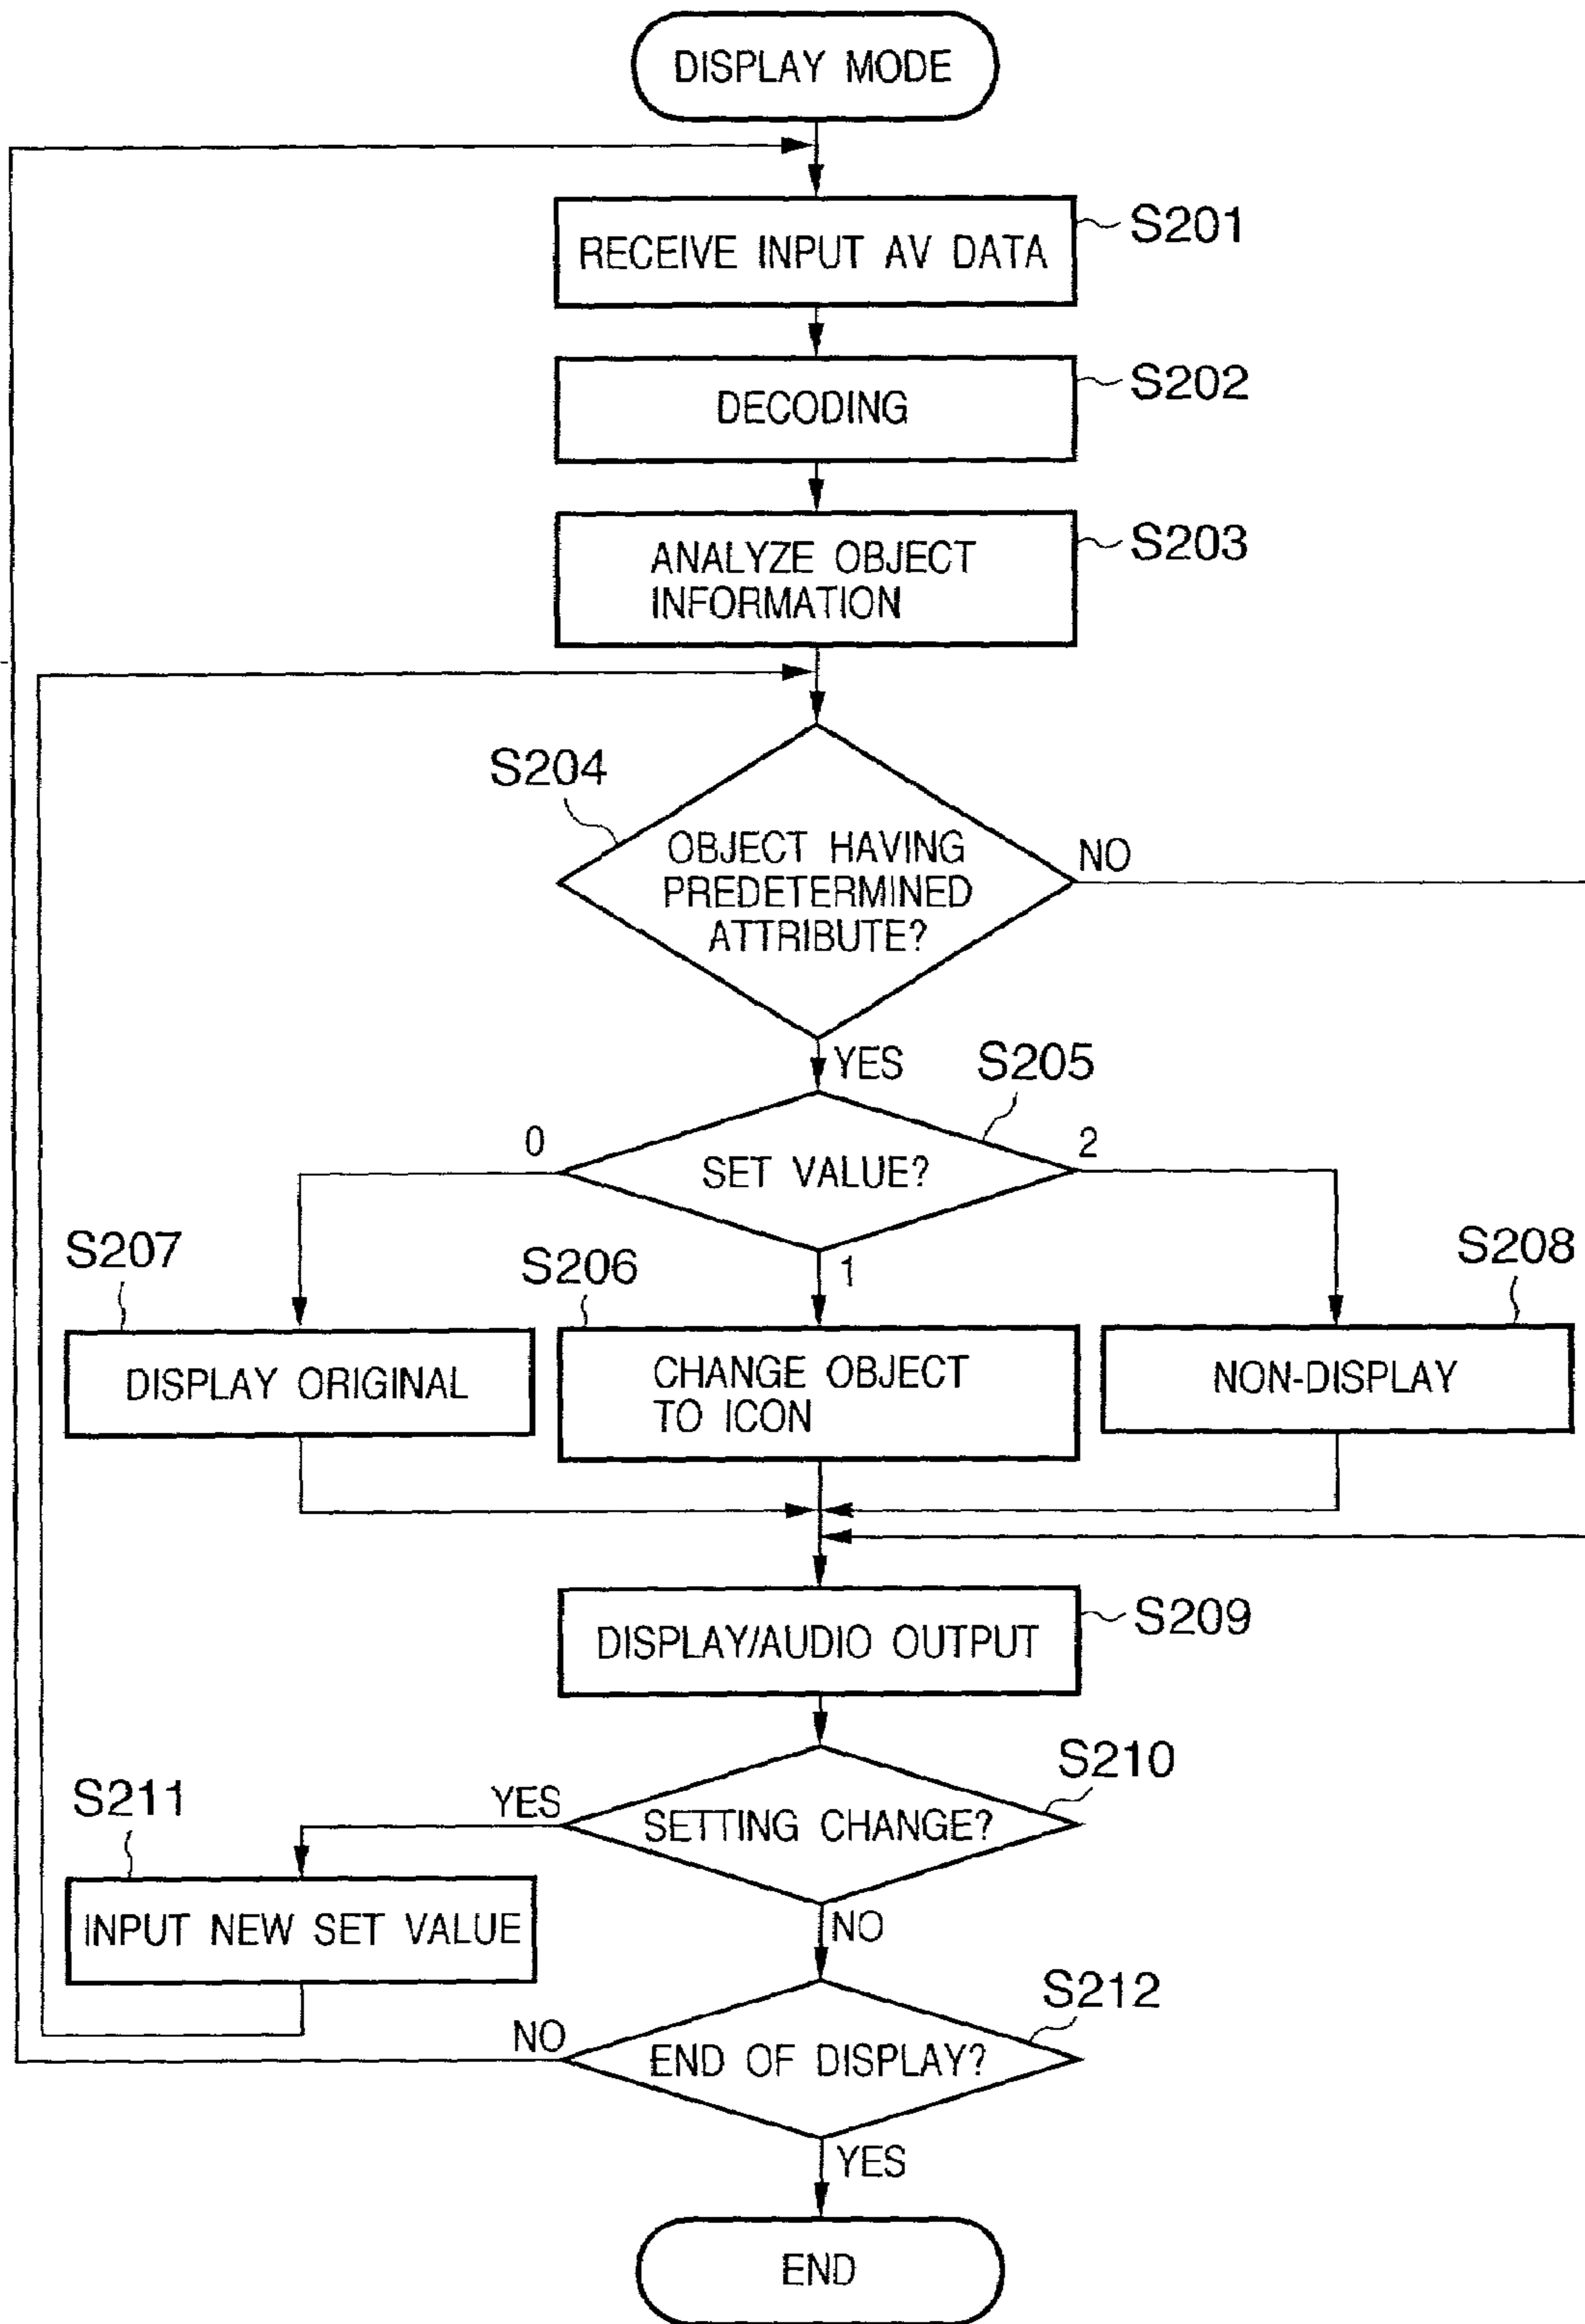 DISPLAY MODE
S201
RECEIVE INPUT AV DATA
S202
DECODING
S203
ANALYZE OBJECT
INFORMATION
S204
OBJECT HAVING
PREDETERMINED
ATTRIBUTE?
NO
YES
S205
0
SET VALUE?
2
1
S207
S206
S208
DISPLAY ORIGINAL
CHANGE OBJECT
TO ICON
NON-DISPLAY
S209
DISPLAY/AUDIO OUTPUT
S210
SETTING CHANGE?
YES
S211
INPUT NEW SET VALUE
NO
S212
NO
END OF DISPLAY?
YES
END